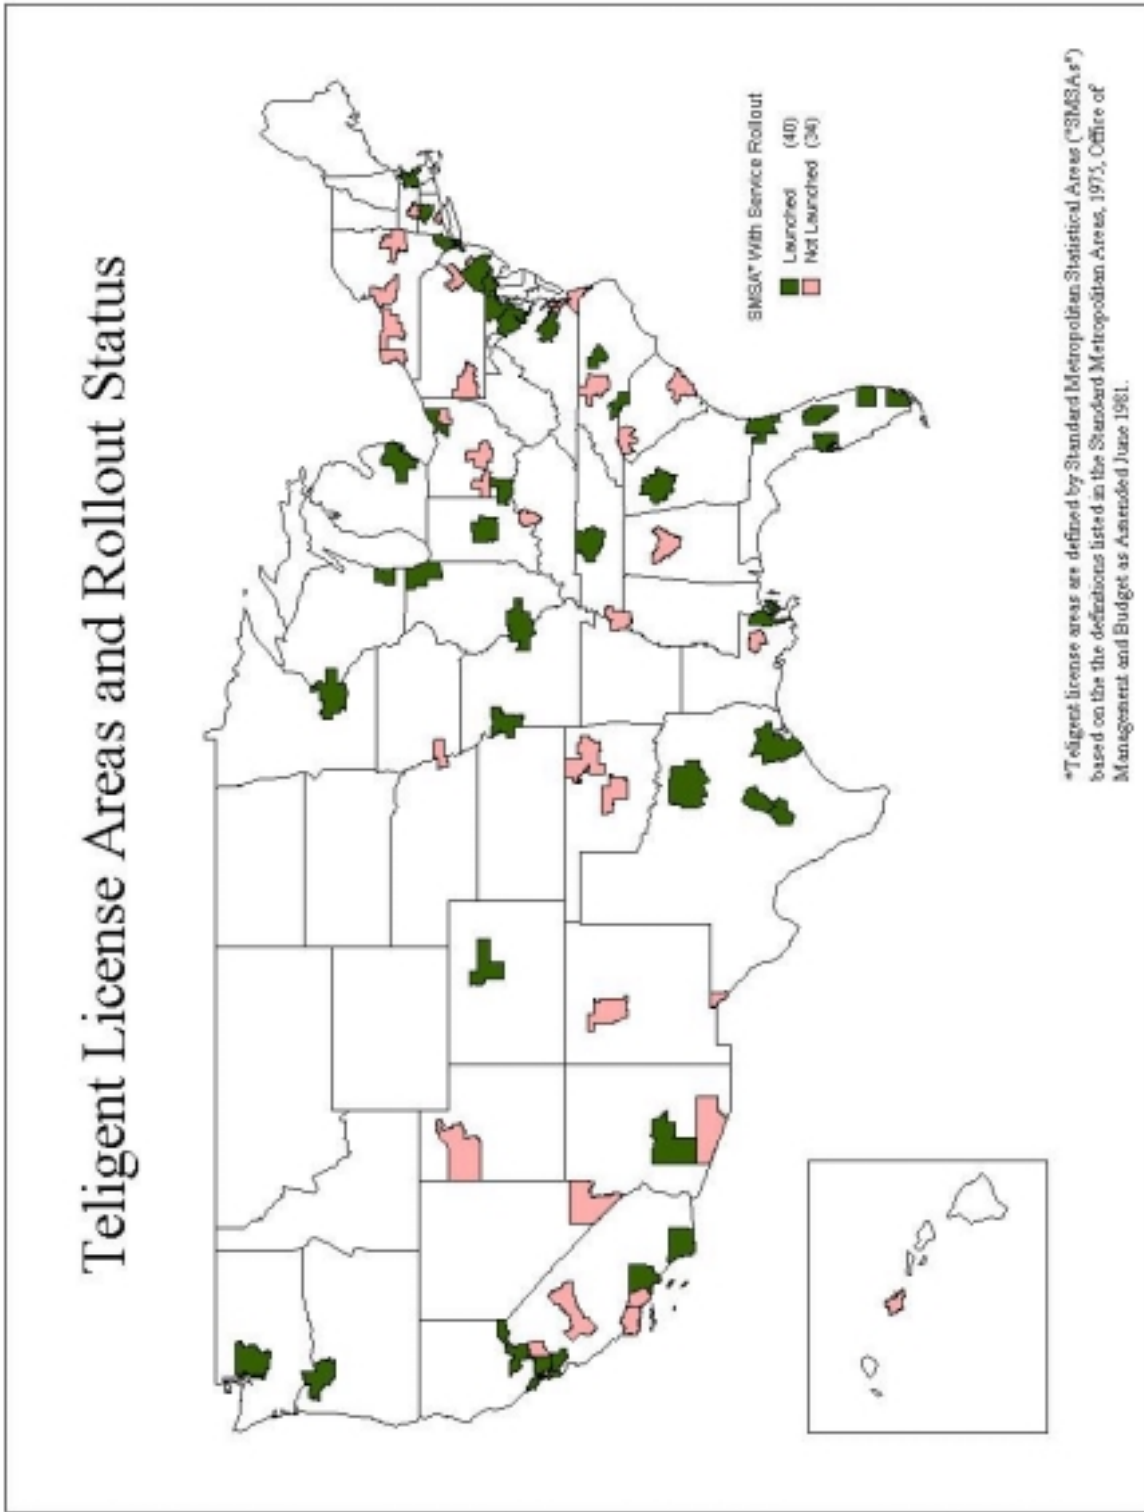 Teligent License Areas and Rollout Status
SMSA* With Service Rollout
Launched (40)
Not Launched (34)
*Teligent license areas are defined by Standard Metropolitan Statistical Areas ("SMSAs")
based on the the definitions listed in the Standard Metropolitan Areas, 1975, Office of
Management and Budget as Amended June 1981.